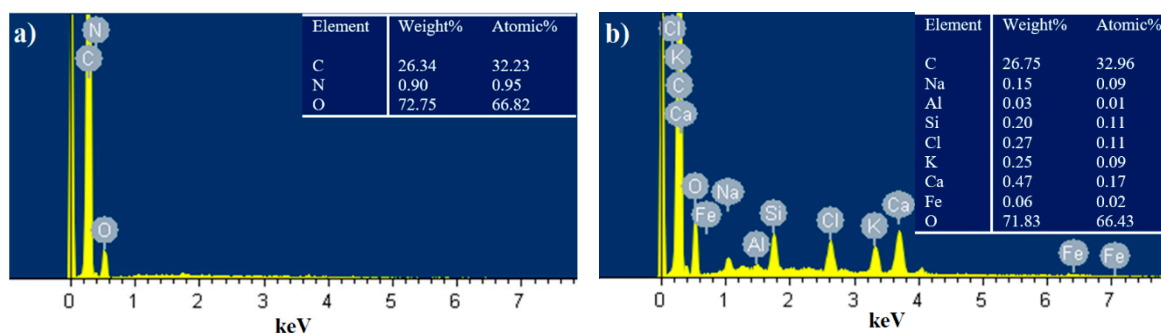 a)
N
C
O
Element Weight% Atomic%
C 26.34 32.23
N 0.90 0.95
O 72.75 66.82
0 1 2 3 4 5 6 7
keV
b)
Cl
K
C
Ca
O
Fe
Na
Al
Si
Cl
K
Ca
Fe
Fe
Element Weight% Atomic%
C 26.75 32.96
Na 0.15 0.09
Al 0.03 0.01
Si 0.20 0.11
Cl 0.27 0.11
K 0.25 0.09
Ca 0.47 0.17
Fe 0.06 0.02
O 71.83 66.43
0 1 2 3 4 5 6 7
keV